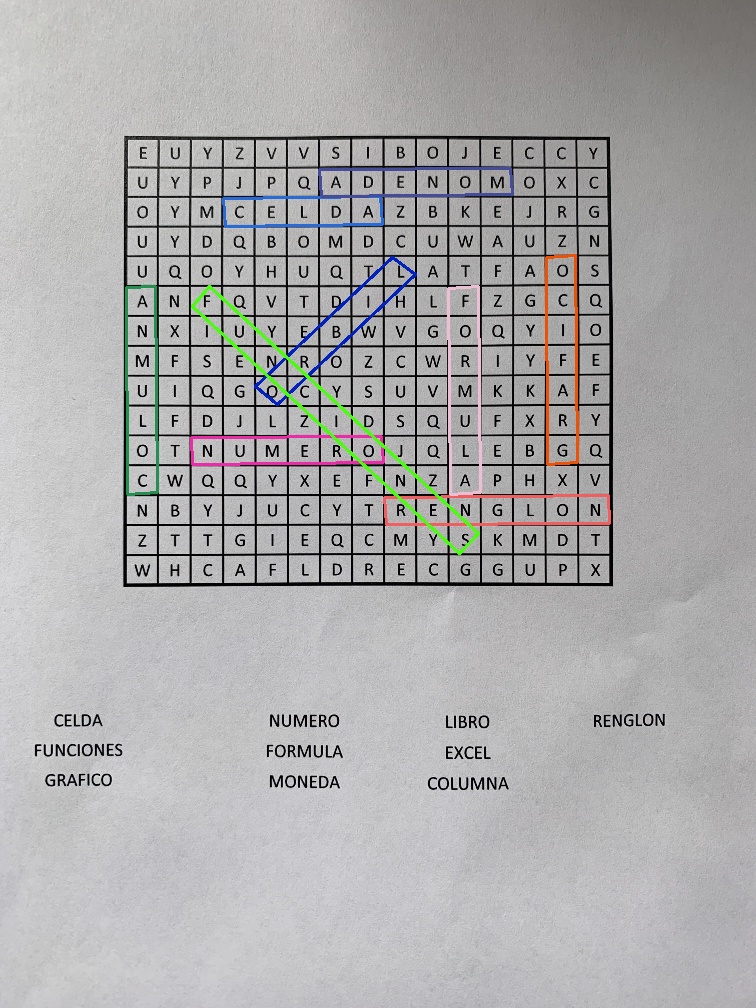 E U Y Z V V S I B O J E C C Y
U Y P J P Q A D E N O M O X C
O Y M C E L D A Z B K E J R G
U Y D Q B O M D C U W A U Z N
U Q O Y H U Q T L A T F A O S
A N F Q V T D I H L F Z G C Q
N X I U Y E B W V G O Q Y I O
M F S E N R O Z C W R I Y F E
U I Q G O C Y S U V M K K A F
L F D J L Z I D S Q U F X R Y
O T N U M E R O J Q L E B G Q
C W Q Q Y X E F N Z A P H X V
N B Y J U C Y T R E N G L O N
Z T T G I E Q C M Y S K M D T
W H C A F L D R E C G G U P X
CELDA NUMERO LIBRO RENGLON
FUNCIONES FORMULA EXCEL
GRAFICO MONEDA COLUMNA